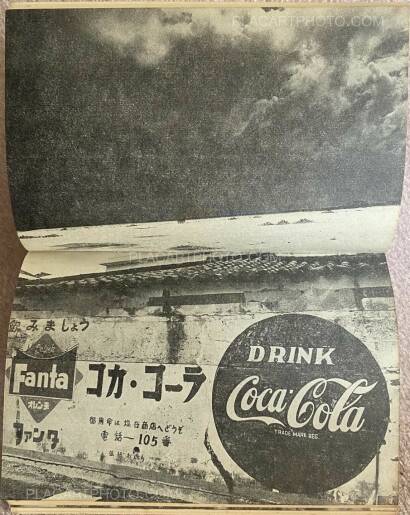 PLACARTPHOTO.COM
飲みましょう
Fanta
オレンヂ
ファンタ
コカ・コーラ
電話一105番
DRINK
Coca-Cola
TRADE MARK REG.